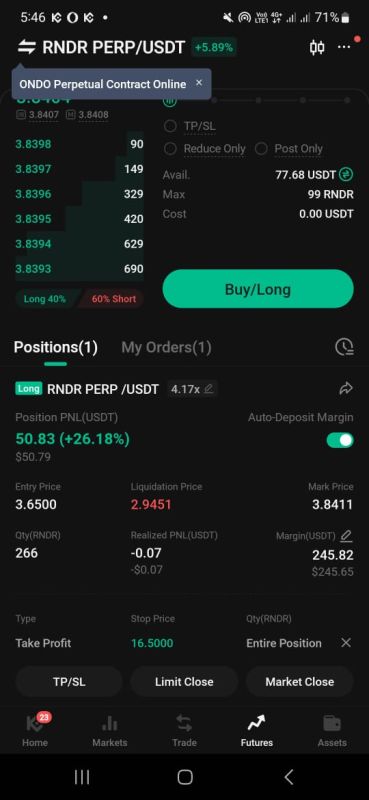 5:46
Vo)) 4G+ LTE1 71%
RNDR PERP/USDT +5.89%
ONDO Perpetual Contract Online ×
3.8407 M 3.8408
TP/SL
Reduce Only Post Only
3.8398 90
3.8397 149
3.8396 329
3.8395 420
3.8394 629
3.8393 690
Avail. 77.68 USDT
Max 99 RNDR
Cost 0.00 USDT
Long 40% 60% Short
Buy/Long
Positions(1) My Orders(1)
Long RNDR PERP /USDT 4.17x
Position PNL(USDT) Auto-Deposit Margin
50.83 (+26.18%)
$50.79
Entry Price Liquidation Price Mark Price
3.6500 2.9451 3.8411
Qty(RNDR) Realized PNL(USDT) Margin(USDT)
266 -0.07 245.82
-$0.07 $245.65
Type Stop Price Qty(RNDR)
Take Profit 16.5000 Entire Position
TP/SL Limit Close Market Close
23
Home Markets Trade Futures Assets